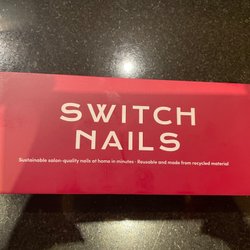 SWITCH
NAILS
Sustainable salon-quality nails at home in minutes · Reusable and made from recycled material